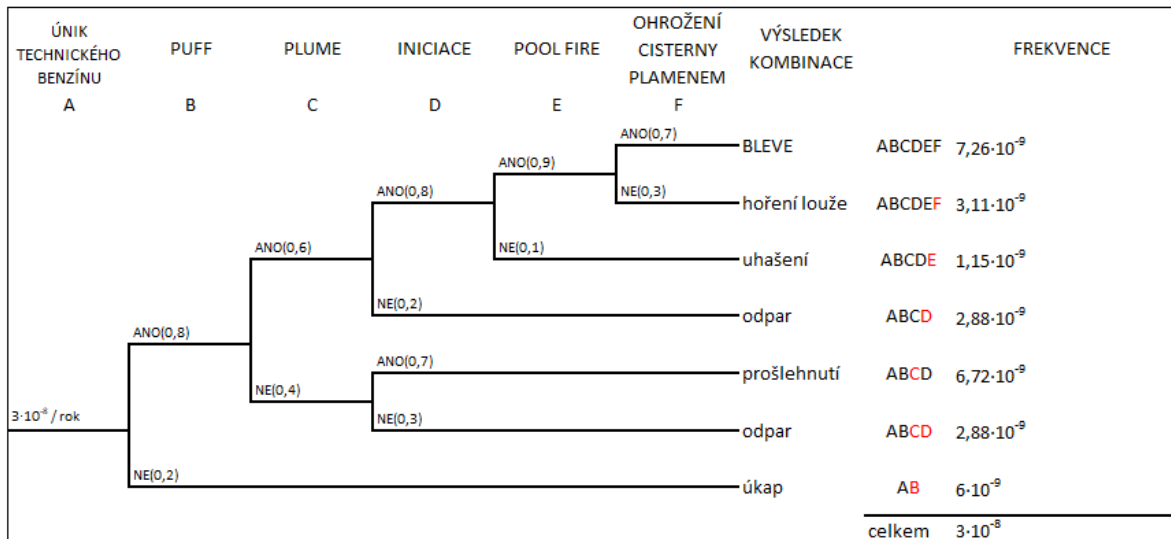 ÚNIK
TECHNICKÉHO
BENZÍNU
A
PUFF
B
PLUME
C
INICIACE
D
POOL FIRE
E
OHROŽENÍ
CISTERNY
PLAMENEM
F
VÝSLEDEK
KOMBINACE
FREKVENCE
ANO(0,7)
BLEVE ABCDEF 7,26·10⁻⁹
ANO(0,9)
NE(0,3)
hoření louže ABCDEF 3,11·10⁻⁹
ANO(0,8)
NE(0,1)
uhašení ABCDE 1,15·10⁻⁹
ANO(0,6)
NE(0,2)
odpar ABCD 2,88·10⁻⁹
ANO(0,8)
ANO(0,7)
prošlehnutí ABCD 6,72·10⁻⁹
NE(0,4)
NE(0,3)
odpar ABCD 2,88·10⁻⁹
3·10⁻⁸ / rok
NE(0,2)
úkap AB 6·10⁻⁹
celkem 3·10⁻⁸